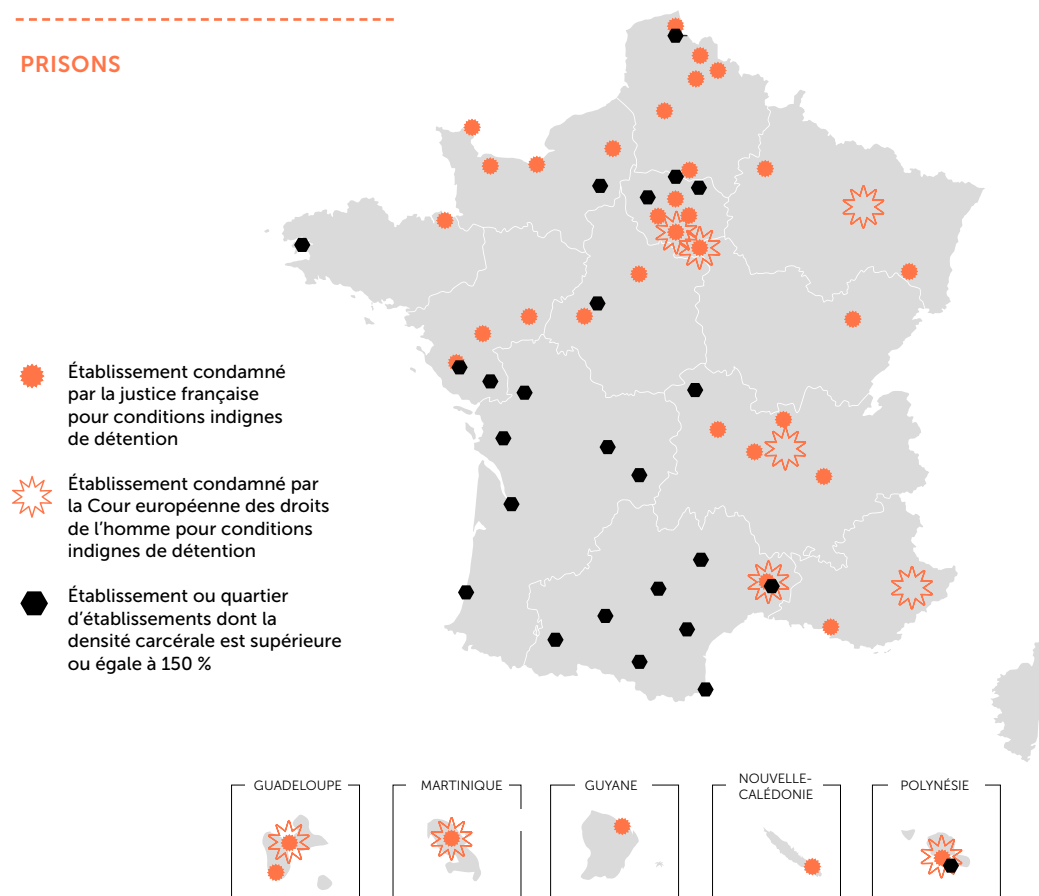 PRISONS
Établissement condamné
par la justice française
pour conditions indignes
de détention
Établissement condamné par
la Cour européenne des droits
de l’homme pour conditions
indignes de détention
Établissement ou quartier
d’établissements dont la
densité carcérale est supérieure
ou égale à 150 %
GUADELOUPE
MARTINIQUE
GUYANE
NOUVELLE-
CALÉDONIE
POLYNÉSIE